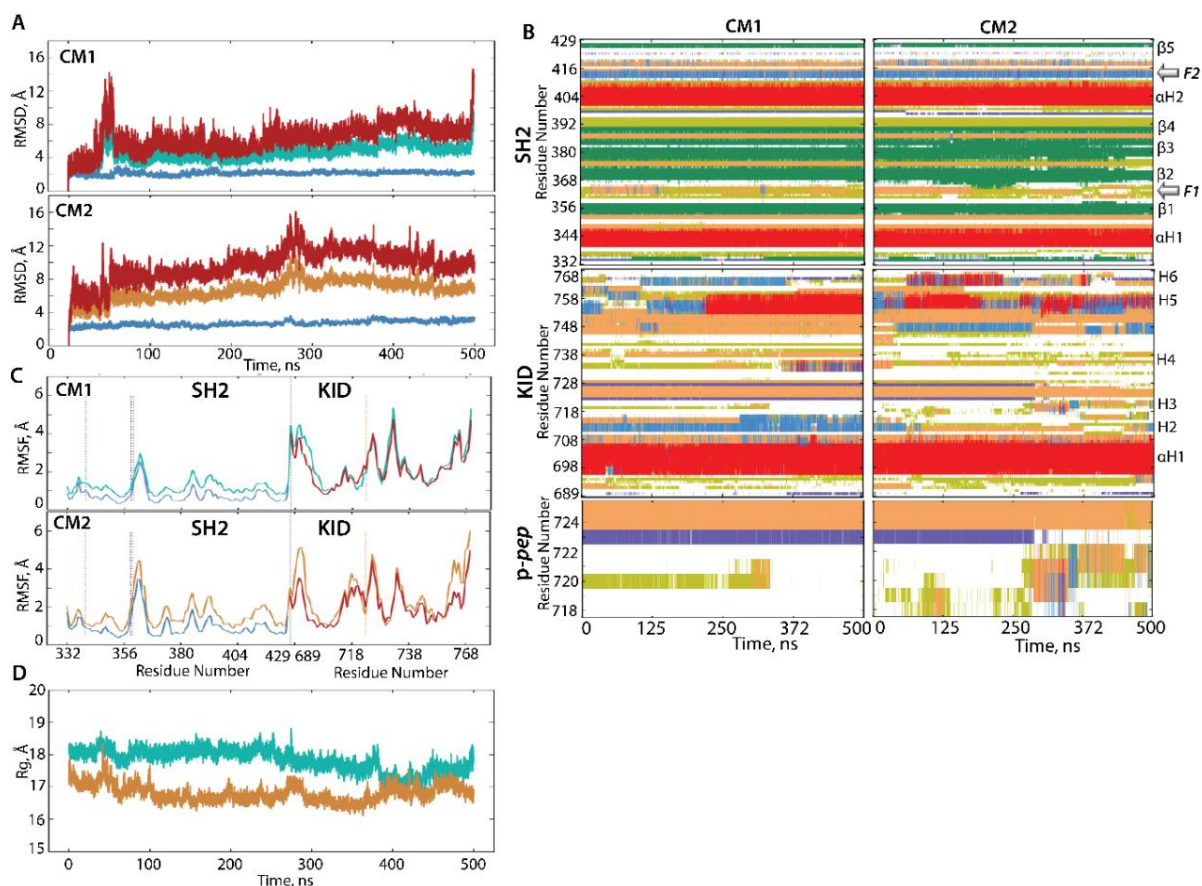 A
CM1
RMSD, Å
16
12
8
4
0
CM2
RMSD, Å
16
12
8
4
0
100 200 300 400 500
Time, ns
B
CM1 CM2
SH2
Residue Number
429
416
404
392
380
368
356
344
332
β5
F2
αH2
β4
β3
β2
F1
β1
αH1
KID
Residue Number
768
758
748
738
728
718
708
698
689
H6
H5
H4
H3
H2
αH1
p-pep
Residue Number
724
722
720
718
0 125 250 372 500
0 125 250 372 500
Time, ns Time, ns
C
CM1 SH2 KID
RMSF, Å
6
4
2
0
CM2 SH2 KID
RMSF, Å
6
4
2
0
332 356 380 404 429 689 718 738 768
Residue Number Residue Number
D
Rg, Å
20
19
18
17
16
15
0 100 200 300 400 500
Time, ns